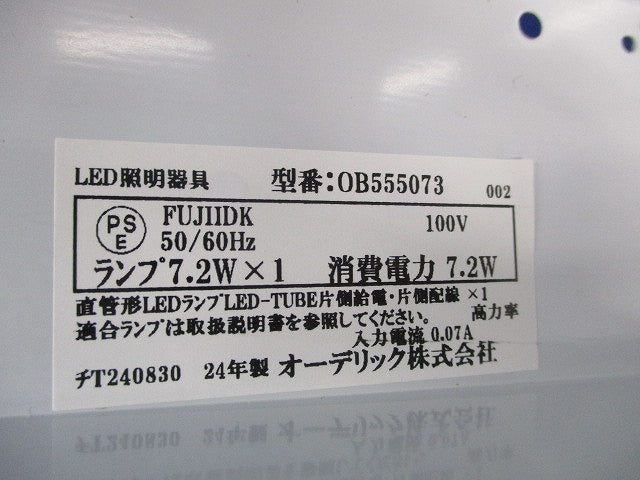 LED照明器具 型番:OB555073 002
PS
E
FUJIIDK 100V
50/60Hz
ランプ7.2W×1 消費電力 7.2W
直管形LEDランプLED-TUBE片側給電・片側配線 ×1
適合ランプは取扱説明書を参照してください。 高力率
入力電流 0.07A
チT240830 24年製 オーデリック株式会社